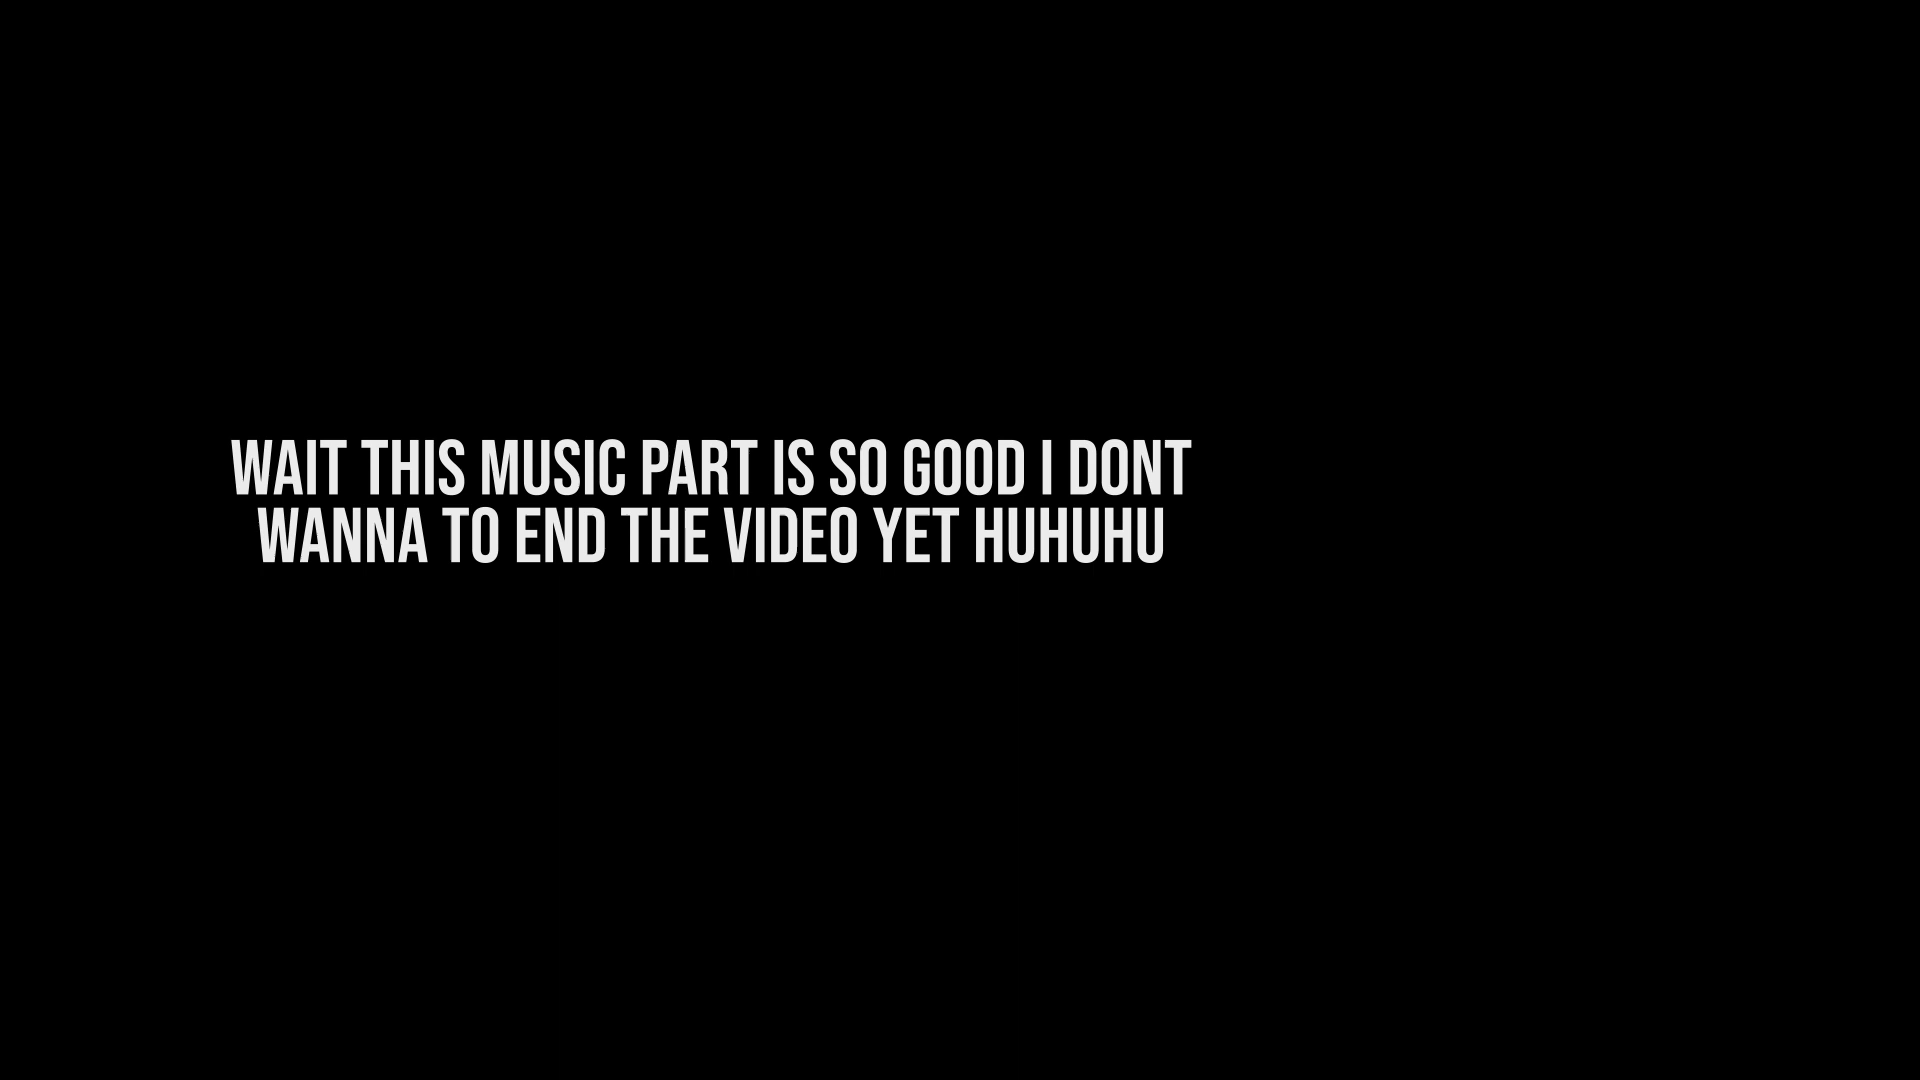 WAIT THIS MUSIC PART IS SO GOOD I DONT
WANNA TO END THE VIDEO YET HUHUHU